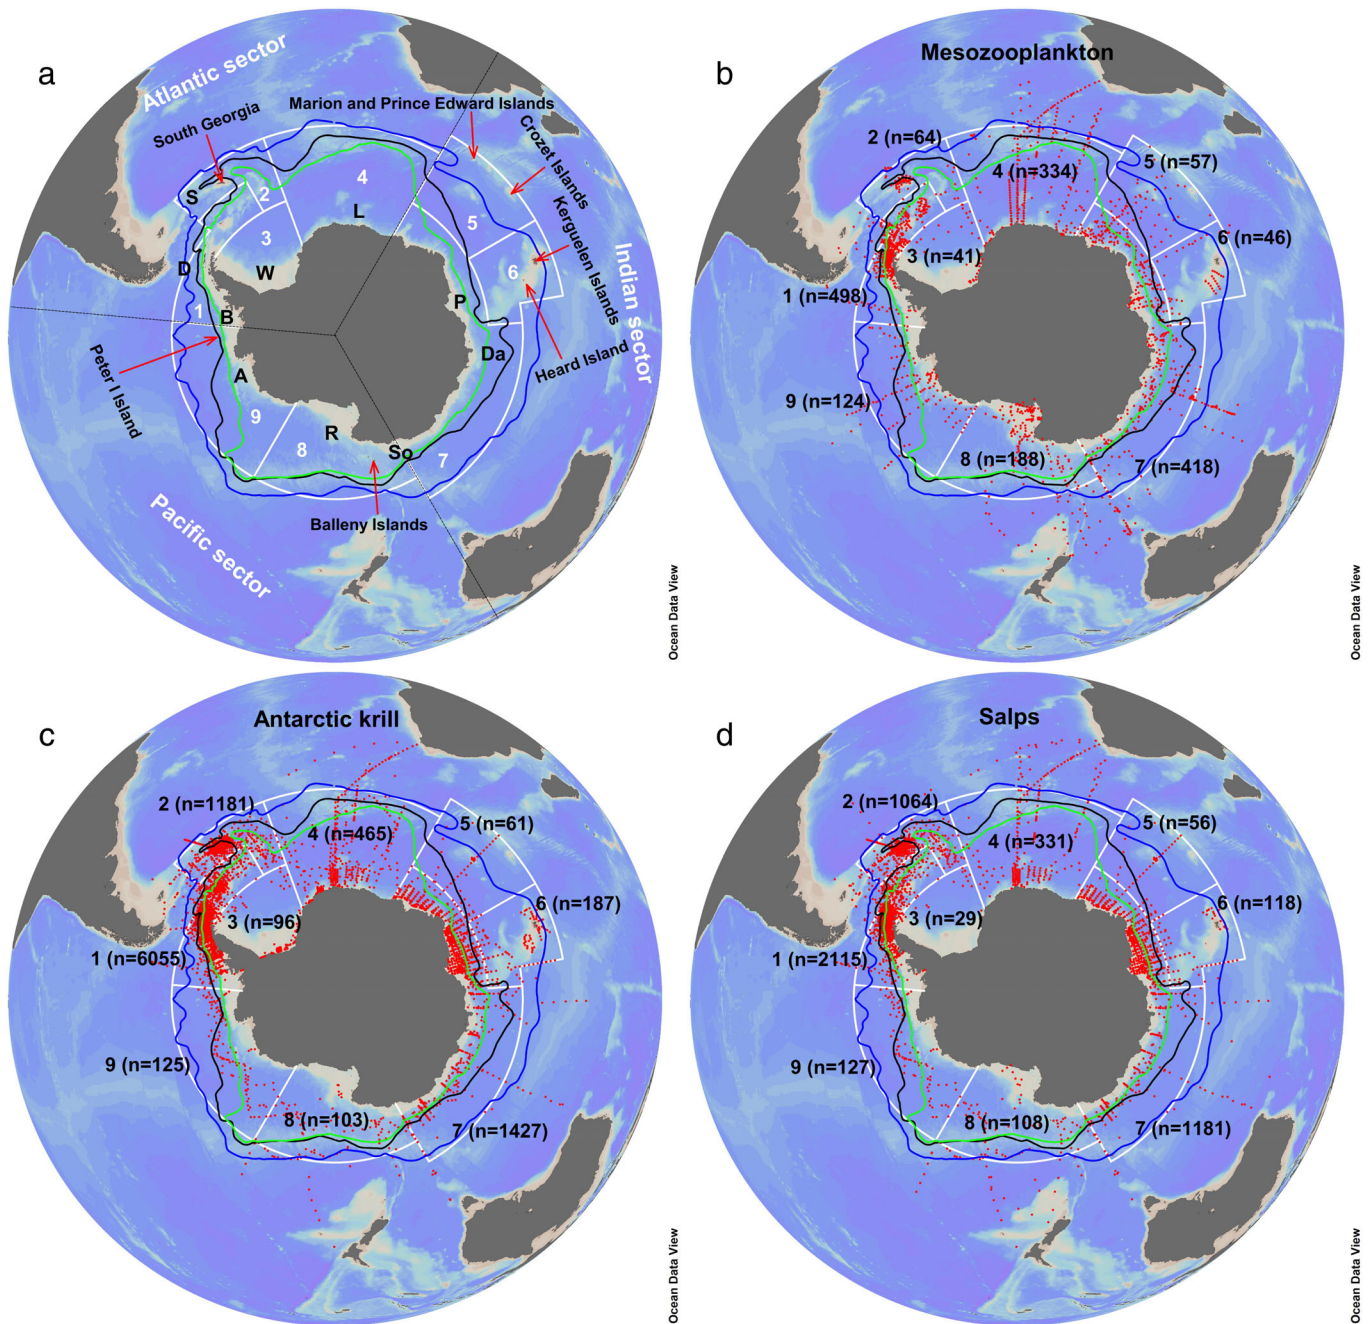 a
Atlantic sector
South Georgia
Marion and Prince Edward Islands
Crozet Islands
Kerguelen Islands
Indian sector
Heard Island
S
2
4
L
3
5
W
6
D
1
B
P
Da
Peter I Island
A
9
R
8
So
7
Balleny Islands
Pacific sector
Ocean Data View
b
Mesozooplankton
2 (n=64)
4 (n=334)
5 (n=57)
3 (n=41)
6 (n=46)
1 (n=498)
9 (n=124)
8 (n=188)
7 (n=418)
Ocean Data View
c
Antarctic krill
2 (n=1181)
4 (n=465)
5 (n=61)
3 (n=96)
6 (n=187)
1 (n=6055)
9 (n=125)
8 (n=103)
7 (n=1427)
Ocean Data View
d
Salps
2 (n=1064)
4 (n=331)
5 (n=56)
3 (n=29)
6 (n=118)
1 (n=2115)
9 (n=127)
8 (n=108)
7 (n=1181)
Ocean Data View